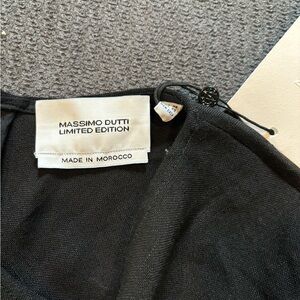 MASSIMO DUTTI
LIMITED EDITION
MADE IN MOROCCO